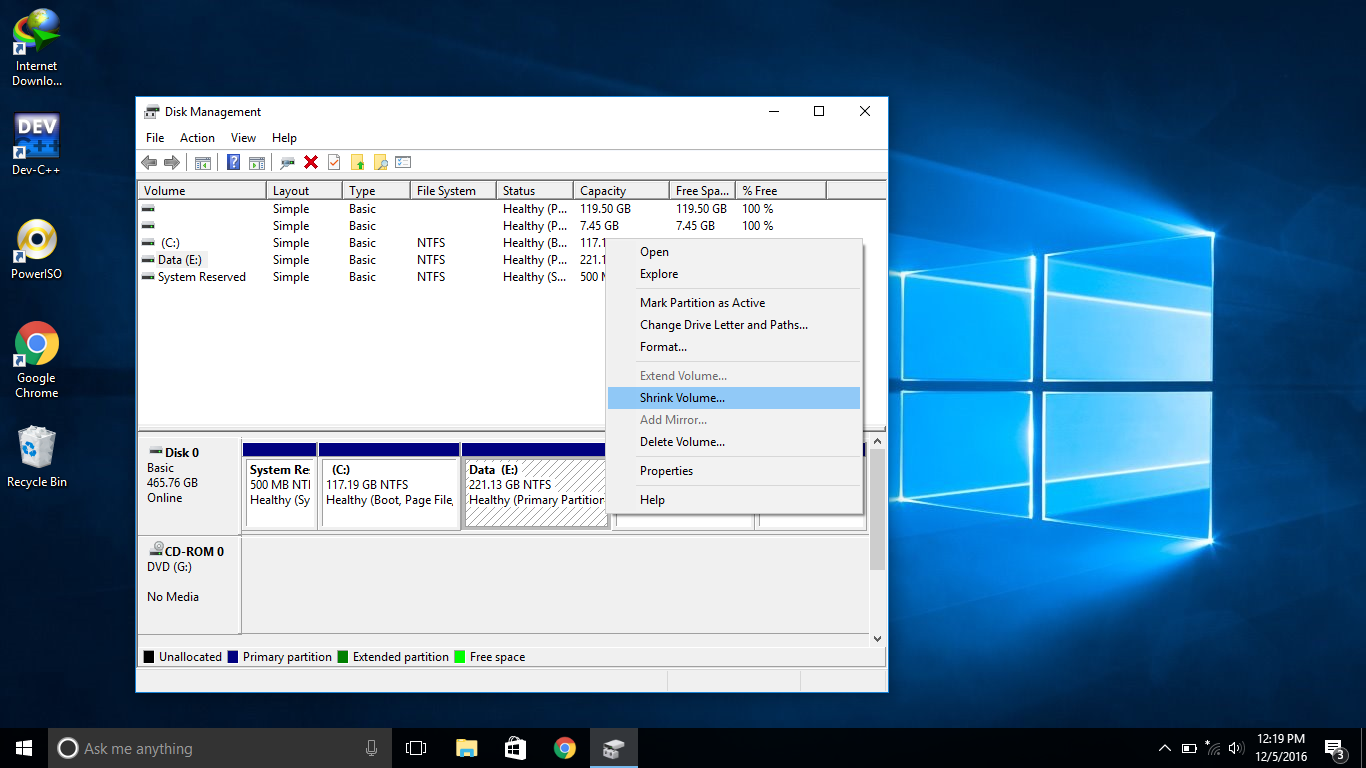 Internet
Downlo...
DEV
C++
Dev-C++
PowerISO
Google
Chrome
Recycle Bin
Disk Management
File Action View Help
Volume Layout Type File System Status Capacity Free Spa... % Free
Simple Basic Healthy (P... 119.50 GB 119.50 GB 100 %
Simple Basic Healthy (P... 7.45 GB 7.45 GB 100 %
(C:) Simple Basic NTFS Healthy (B... 117.1
Data (E:) Simple Basic NTFS Healthy (P... 221.1
System Reserved Simple Basic NTFS Healthy (S... 500 M
Open
Explore
Mark Partition as Active
Change Drive Letter and Paths...
Format...
Extend Volume...
Shrink Volume...
Add Mirror...
Delete Volume...
Properties
Help
Disk 0
Basic
465.76 GB
Online
System Re
500 MB NTI
Healthy (Sy
(C:)
117.19 GB NTFS
Healthy (Boot, Page File,
Data (E:)
221.13 GB NTFS
Healthy (Primary Partition
CD-ROM 0
DVD (G:)
No Media
Unallocated Primary partition Extended partition Free space
Ask me anything
12:19 PM
12/5/2016
3